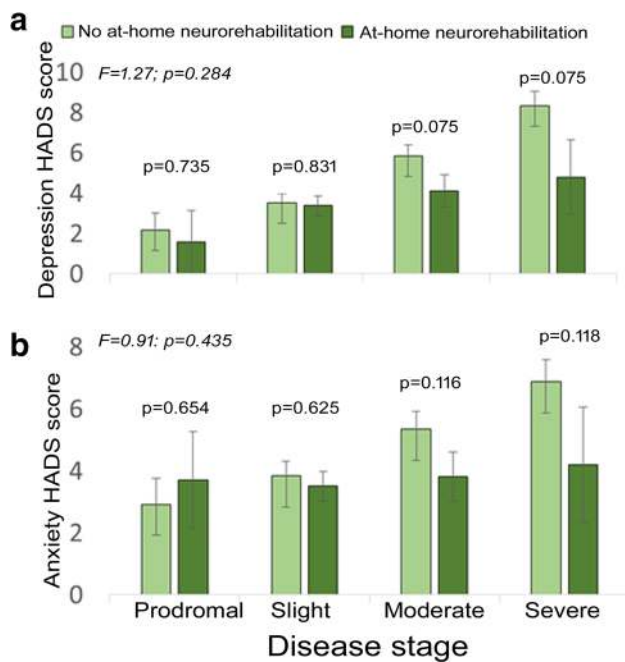 a
No at-home neurorehabilitation At-home neurorehabilitation
Depression HADS score
10
8
6
4
2
0
F=1.27; p=0.284
p=0.735
p=0.831
p=0.075
p=0.075
b
Anxiety HADS score
8
6
4
2
0
F=0.91: p=0.435
p=0.654
p=0.625
p=0.116
p=0.118
Prodromal Slight Moderate Severe
Disease stage